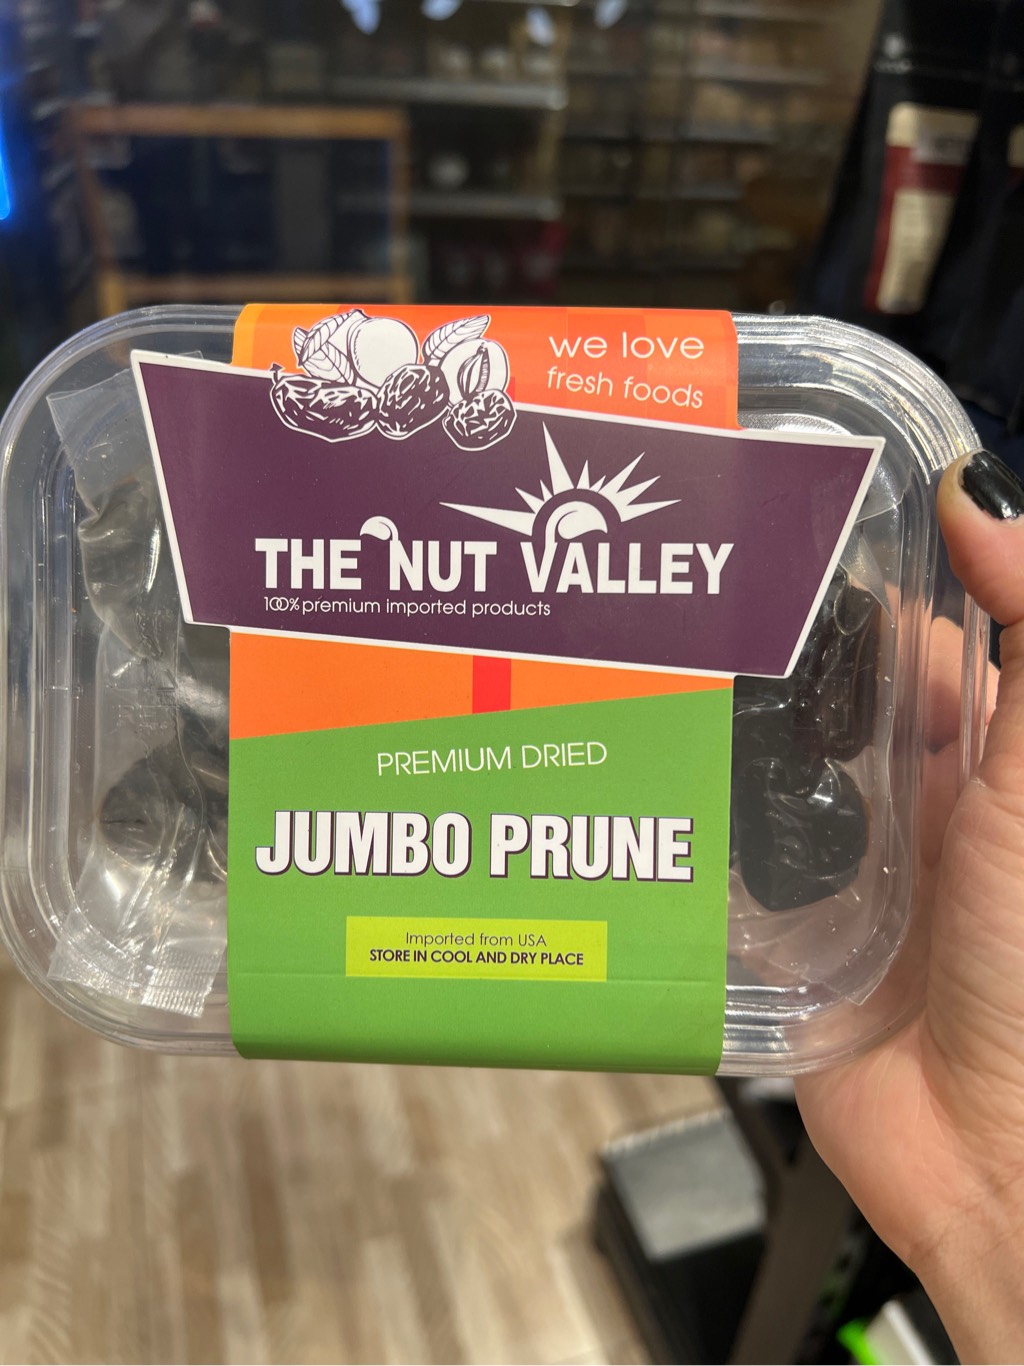 we love
fresh foods
THE NUT VALLEY
100% premium imported products
PREMIUM DRIED
JUMBO PRUNE
Imported from USA
STORE IN COOL AND DRY PLACE